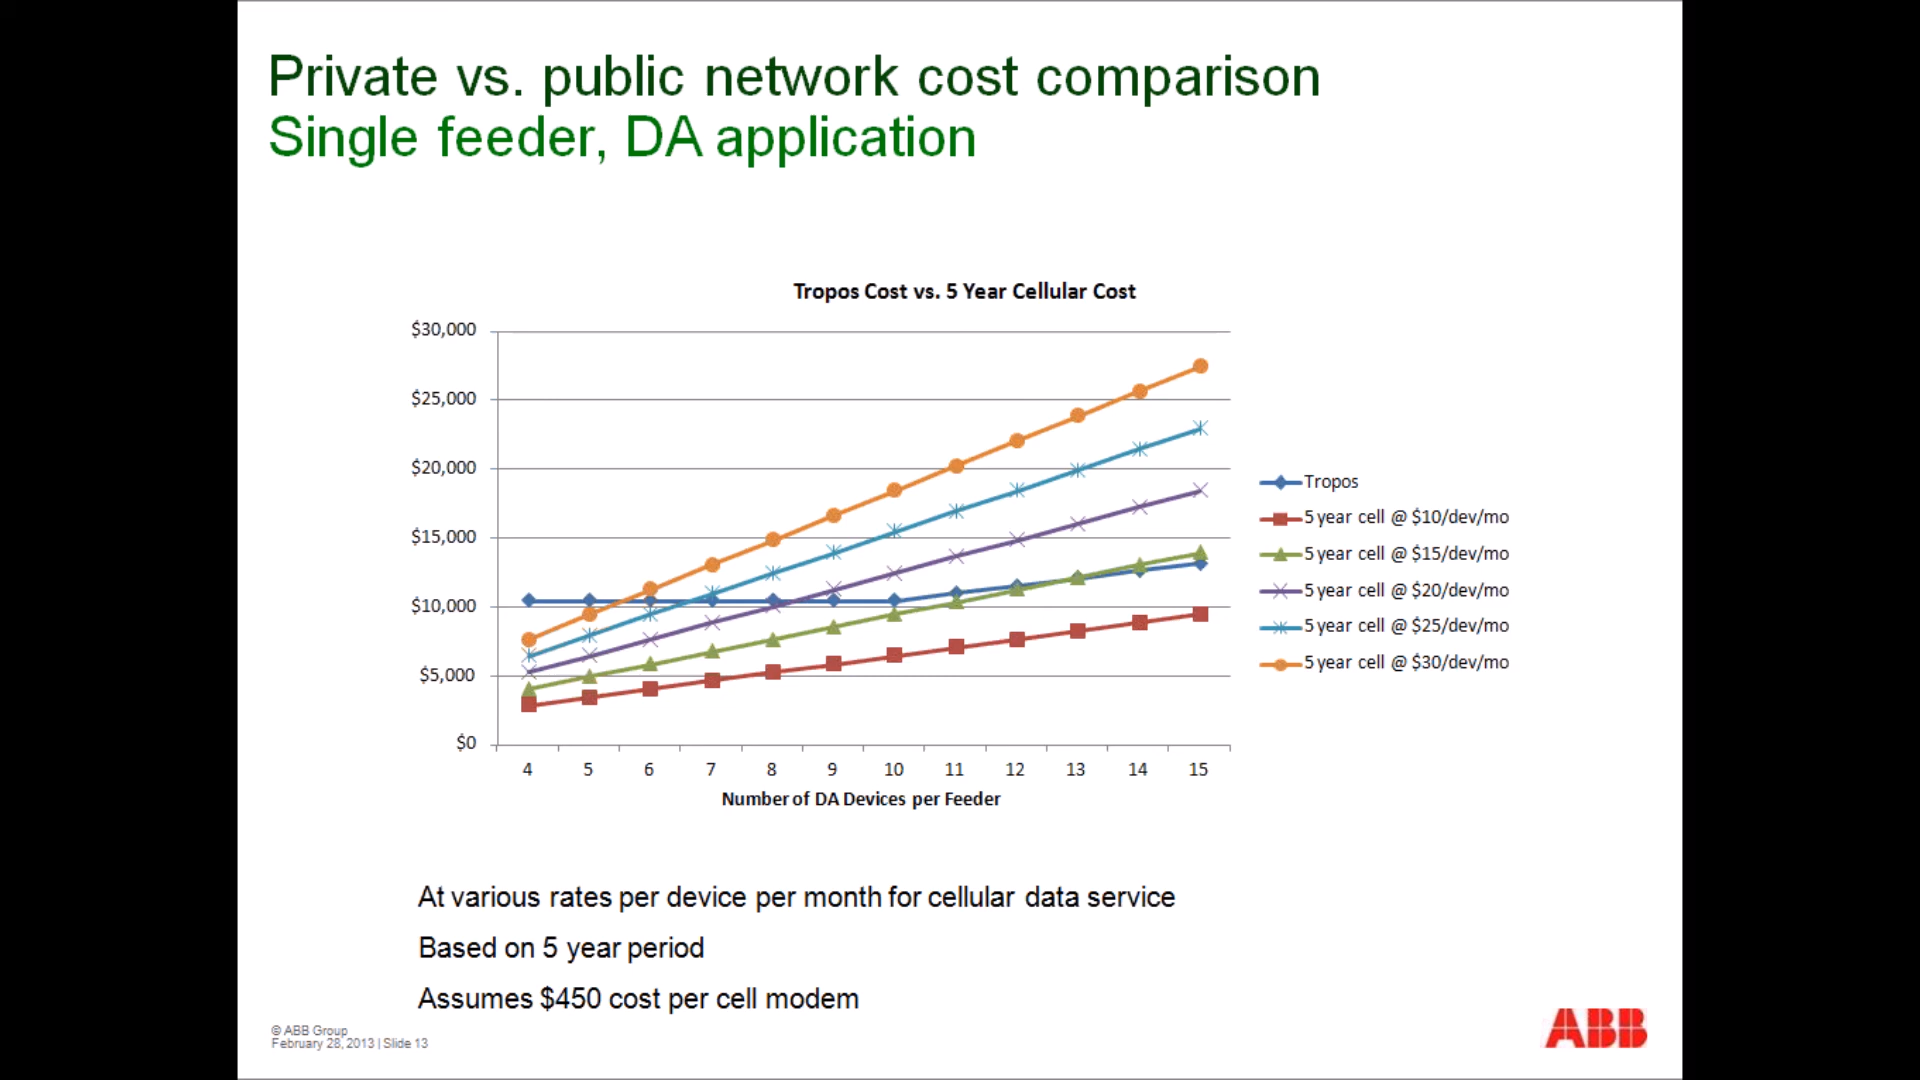 Private vs. public network cost comparison
Single feeder, DA application
Tropos Cost vs. 5 Year Cellular Cost
$30,000
$25,000
$20,000
$15,000
$10,000
$5,000
$0
4 5 6 7 8 9 10 11 12 13 14 15
Number of DA Devices per Feeder
Tropos
5 year cell @ $10/dev/mo
5 year cell @ $15/dev/mo
5 year cell @ $20/dev/mo
5 year cell @ $25/dev/mo
5 year cell @ $30/dev/mo
At various rates per device per month for cellular data service
Based on 5 year period
Assumes $450 cost per cell modem
© ABB Group
February 28, 2013 | Slide 13
ABB